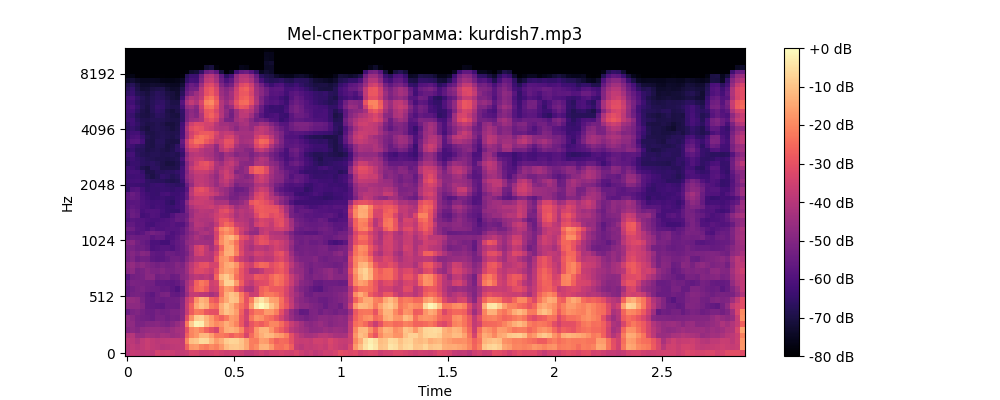 Mel-спектрограмма: kurdish7.mp3
Hz
8192
4096
2048
1024
512
0
0
0.5
1
1.5
2
2.5
Time
+0 dB
-10 dB
-20 dB
-30 dB
-40 dB
-50 dB
-60 dB
-70 dB
-80 dB